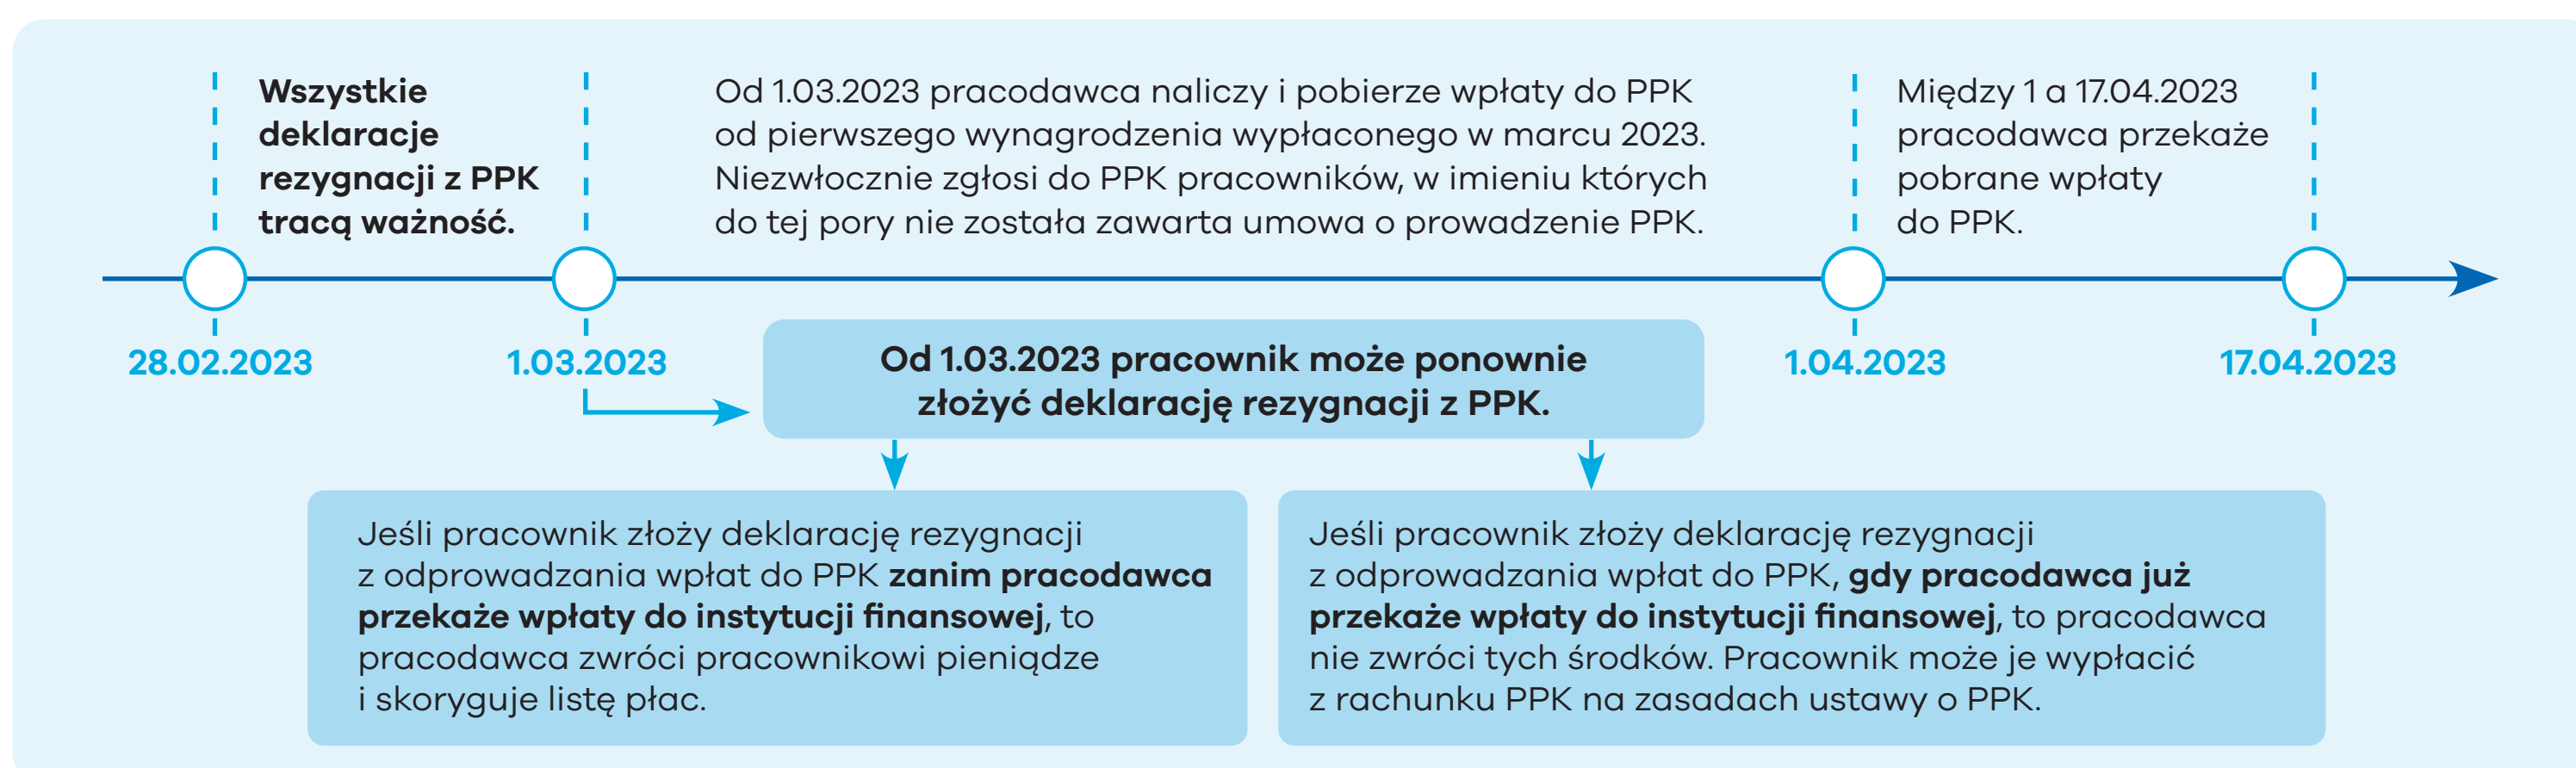 Wszystkie
deklaracje
rezygnacji z PPK
tracą ważność.
Od 1.03.2023 pracodawca naliczy i pobierze wpłaty do PPK
od pierwszego wynagrodzenia wypłaconego w marcu 2023.
Niezwłocznie zgłosi do PPK pracowników, w imieniu których
do tej pory nie została zawarta umowa o prowadzenie PPK.
Między 1 a 17.04.2023
pracodawca przekaże
pobrane wpłaty
do PPK.
28.02.2023
1.03.2023
1.04.2023
17.04.2023
Od 1.03.2023 pracownik może ponownie
złożyć deklarację rezygnacji z PPK.
Jeśli pracownik złoży deklarację rezygnacji
z odprowadzania wpłat do PPK zanim pracodawca
przekaże wpłaty do instytucji finansowej, to
pracodawca zwróci pracownikowi pieniądze
i skoryguje listę płac.
Jeśli pracownik złoży deklarację rezygnacji
z odprowadzania wpłat do PPK, gdy pracodawca już
przekaże wpłaty do instytucji finansowej, to pracodawca
nie zwróci tych środków. Pracownik może je wypłacić
z rachunku PPK na zasadach ustawy o PPK.